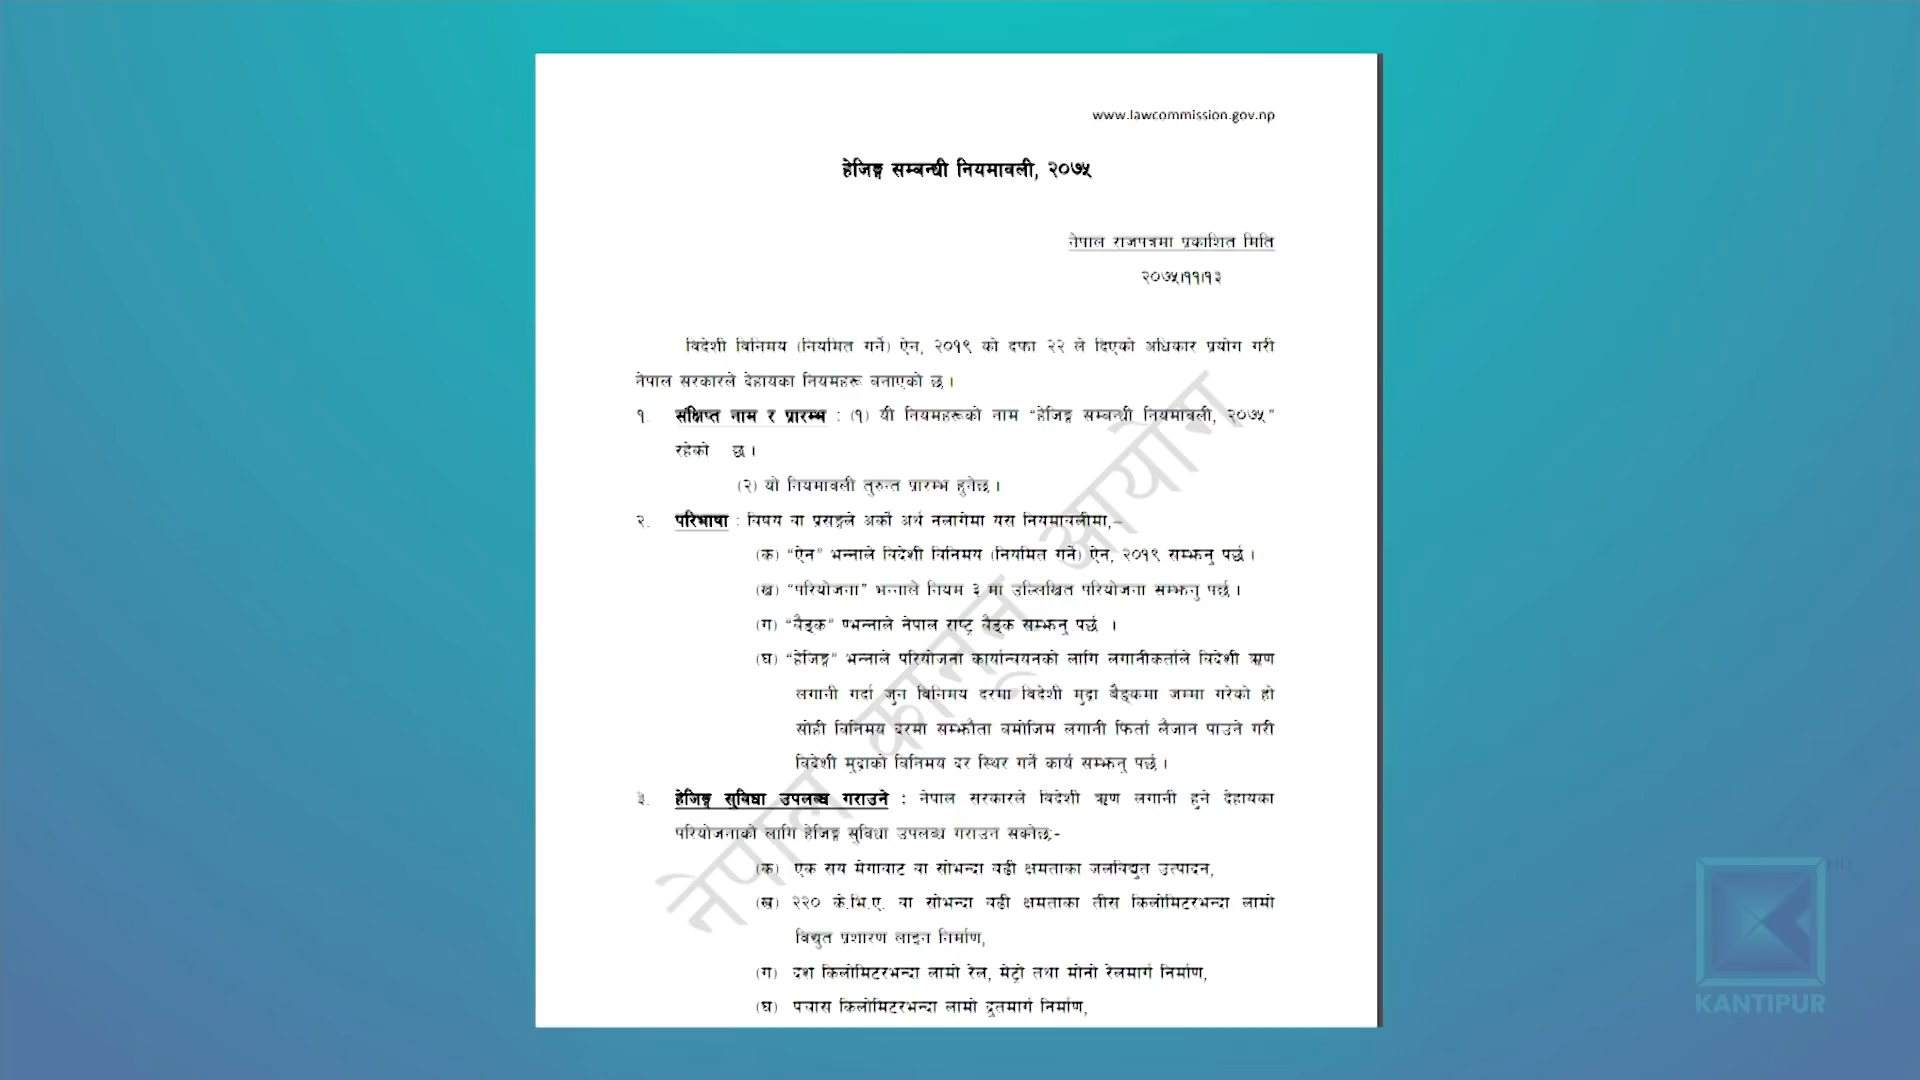 www.lawcommission.gov.np
हेजिङ्ग सम्बन्धी नियमावली, २०७५
नेपाल राजपत्रमा प्रकाशित मिति
२०७५।११।१३
विदेशी विनिमय (नियमित गर्ने) ऐन, २०१९ को दफा २२ ले दिएको अधिकार प्रयोग गरी
नेपाल सरकारले देहायका नियमहरू बनाएको छ ।
१. संक्षिप्त नाम र प्रारम्भ : (१) यी नियमहरूको नाम “हेजिङ्ग सम्बन्धी नियमावली, २०७५”
रहेको छ ।
(२) यो नियमावली तुरुन्त प्रारम्भ हुनेछ ।
२. परिभाषा : विषय वा प्रसङ्गले अर्को अर्थ नलागेमा यस नियमावलीमा,–
(क) “ऐन” भन्नाले विदेशी विनिमय (नियमित गर्ने) ऐन, २०१९ सम्झनु पर्छ ।
(ख) “परियोजना” भन्नाले नियम ३ मा उल्लिखित परियोजना सम्झनु पर्छ ।
(ग) “बैङ्क” ण्भन्नाले नेपाल राष्ट्र बैङ्क सम्झनु पर्छ ।
(घ) “हेजिङ्ग” भन्नाले परियोजना कार्यान्वयनको लागि लगानीकर्ताले विदेशी ऋण
लगानी गर्दा जुन विनिमय दरमा विदेशी मुद्रा बैङ्कमा जम्मा गरेको हो
सोही विनिमय दरमा सम्झौता बमोजिम लगानी फिर्ता लैजान पाउने गरी
विदेशी मुद्राको विनिमय दर स्थिर गर्ने कार्य सम्झनु पर्छ ।
३. हेजिङ्ग सुविधा उपलब्ध गराउने : नेपाल सरकारले विदेशी ऋण लगानी हुने देहायका
परियोजनाको लागि हेजिङ्ग सुविधा उपलब्ध गराउन सक्नेछ:-
(क) एक सय मेगावाट वा सोभन्दा बढी क्षमताका जलविद्युत उत्पादन,
(ख) २२० के.भि.ए. वा सोभन्दा बढी क्षमताका तीस किलोमिटरभन्दा लामो
विद्युत प्रशारण लाइन निर्माण,
(ग) दश किलोमिटरभन्दा लामो रेल, मेट्रो तथा मोनो रेलमार्ग निर्माण,
(घ) पचास किलोमिटरभन्दा लामो द्रुतमार्ग निर्माण,
नेपाल कानून आयोग
HD
KANTIPUR